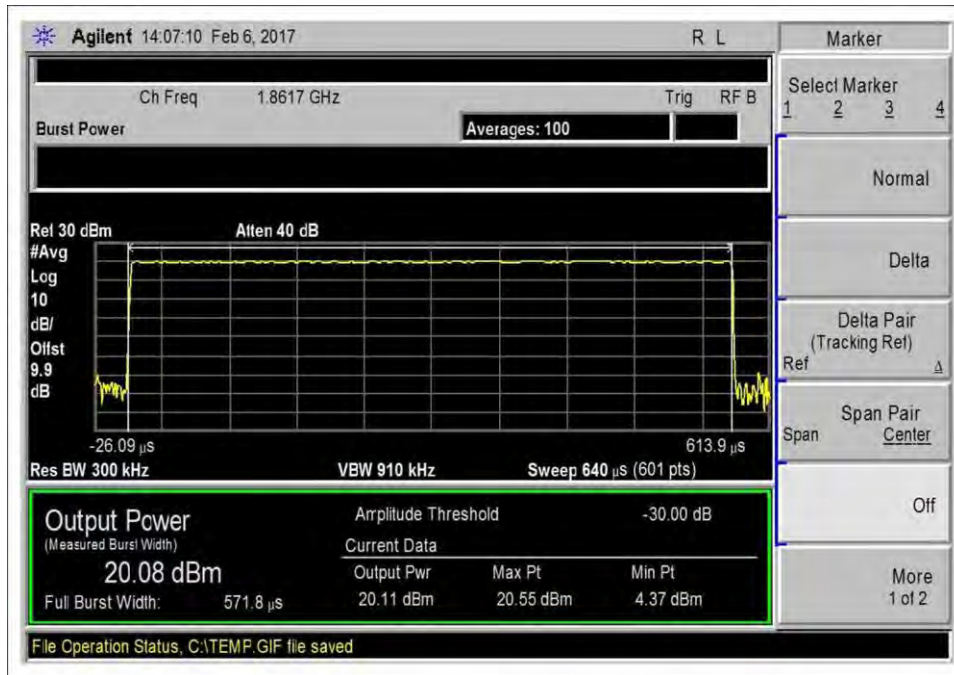 Agilent 14:07:10 Feb 6, 2017 R L
Marker
Ch Freq 1.8617 GHz Trig RF B
Burst Power
Averages: 100
Select Marker
1 2 3 4
Normal
Ref 30 dBm Atten 40 dB
#Avg
Log
10
dB/
Offst
9.9
dB
Delta
Delta Pair
(Tracking Ref)
Ref Δ
Span Pair
Span Center
-26.09 µs 613.9 µs
Res BW 300 kHz VBW 910 kHz Sweep 640 µs (601 pts)
Off
Output Power
(Measured Burst Width)
20.08 dBm
Full Burst Width: 571.8 µs
Amplitude Threshold -30.00 dB
Current Data
Output Pwr Max Pt Min Pt
20.11 dBm 20.55 dBm 4.37 dBm
More
1 of 2
File Operation Status, C:\TEMP.GIF file saved